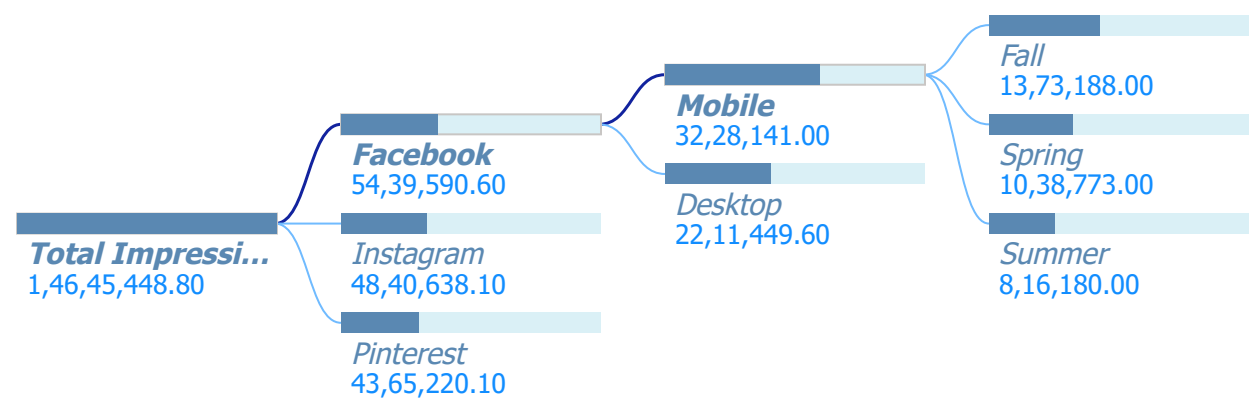 Total Impressi...
1,46,45,448.80
Facebook
54,39,590.60
Instagram
48,40,638.10
Pinterest
43,65,220.10
Mobile
32,28,141.00
Desktop
22,11,449.60
Fall
13,73,188.00
Spring
10,38,773.00
Summer
8,16,180.00